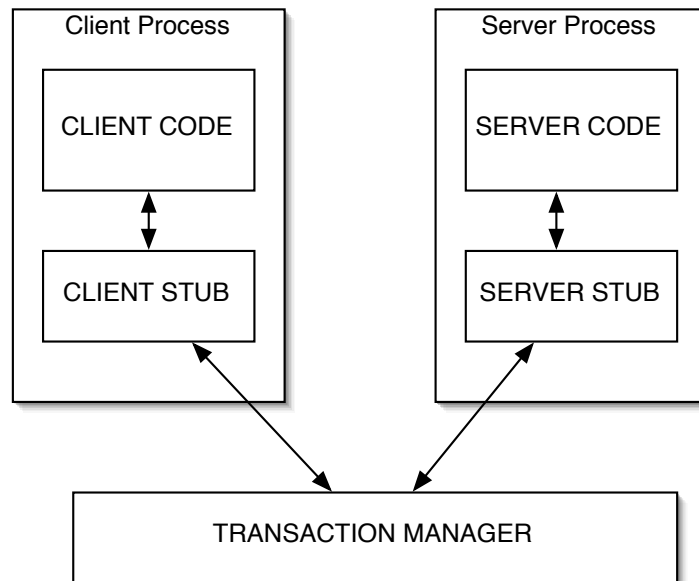 Client Process
Server Process
CLIENT CODE
SERVER CODE
CLIENT STUB
SERVER STUB
TRANSACTION MANAGER